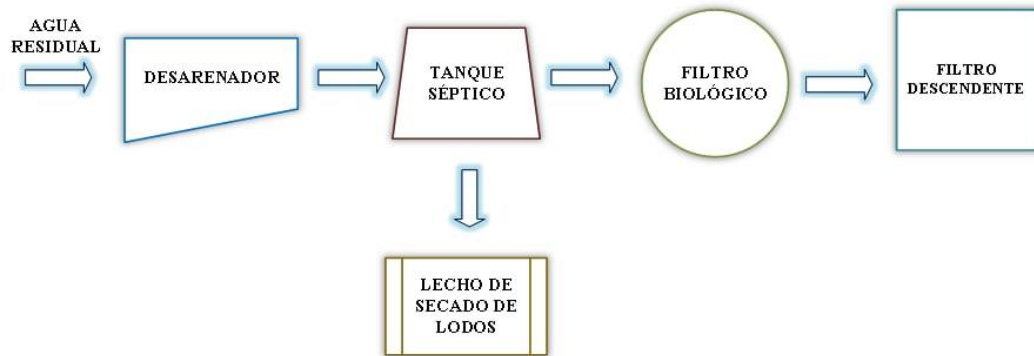 AGUA
RESIDUAL
DESARENADOR
TANQUE
SÉPTICO
FILTRO
BIOLÓGICO
FILTRO
DESCENDENTE
LECHO DE
SECADO DE
LODOS